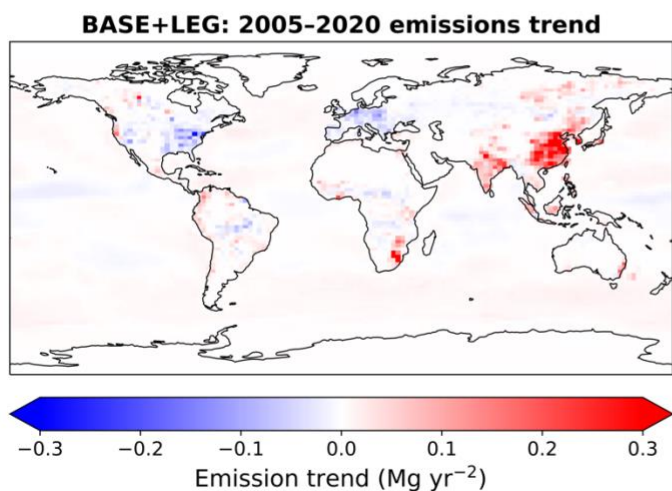 BASE+LEG: 2005–2020 emissions trend
−0.3 −0.2 −0.1 0.0 0.1 0.2 0.3
Emission trend (Mg yr⁻²)